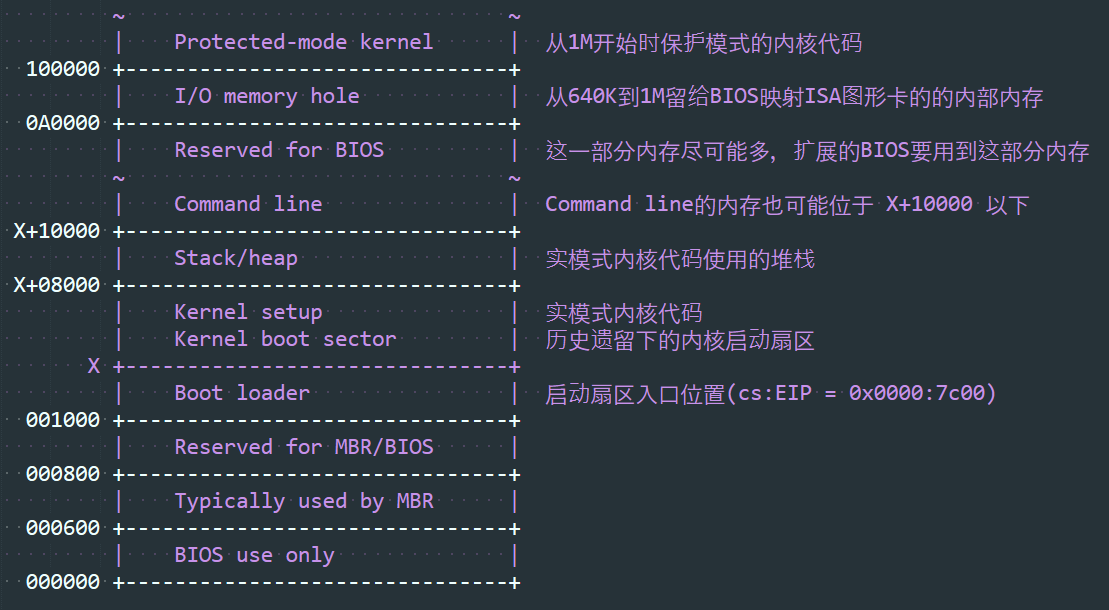 ~                                ~
|    Protected-mode kernel       |  从1M开始时保护模式的内核代码
100000 +--------------------------------+
|    I/O memory hole             |  从640K到1M留给BIOS映射ISA图形卡的的内部内存
0A0000 +--------------------------------+
|    Reserved for BIOS           |  这一部分内存尽可能多, 扩展的BIOS要用到这部分内存
~                                ~
|    Command line                |  Command line的内存也可能位于 X+10000 以下
X+10000 +--------------------------------+
|    Stack/heap                  |  实模式内核代码使用的堆栈
X+08000 +--------------------------------+
|    Kernel setup                |  实模式内核代码
|    Kernel boot sector          |  历史遗留下的内核启动扇区
X +--------------------------------+
|    Boot loader                 |  启动扇区入口位置(cs:EIP = 0x0000:7c00)
001000 +--------------------------------+
|    Reserved for MBR/BIOS       |
000800 +--------------------------------+
|    Typically used by MBR       |
000600 +--------------------------------+
|    BIOS use only               |
000000 +--------------------------------+